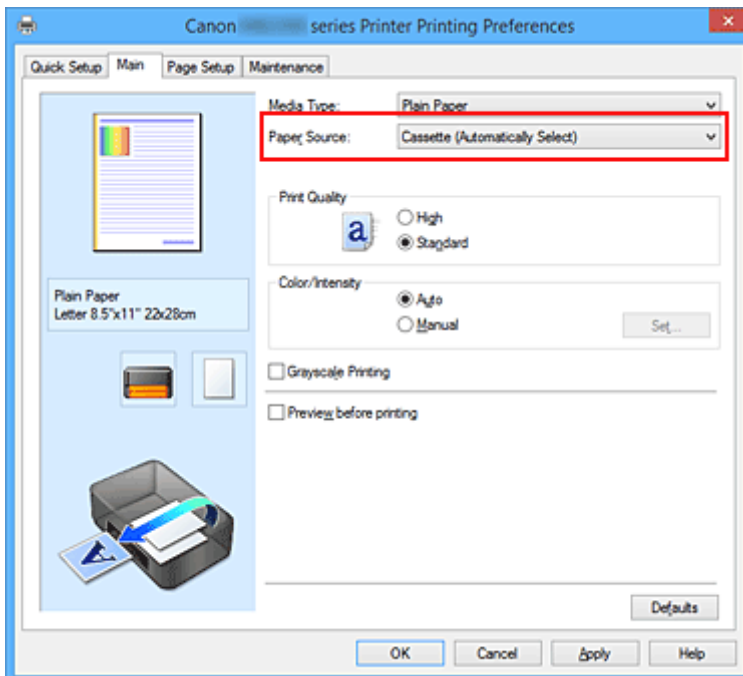 Canon series Printer Printing Preferences
Quick Setup Main Page Setup Maintenance
Media Type: Plain Paper
Paper Source: Cassette (Automatically Select)
Print Quality
a
High
Standard
Color/Intensity
Plain Paper
Letter 8.5"x11" 22x28cm
Auto
Manual
Set...
Grayscale Printing
Preview before printing
A
Defaults
OK Cancel Apply Help